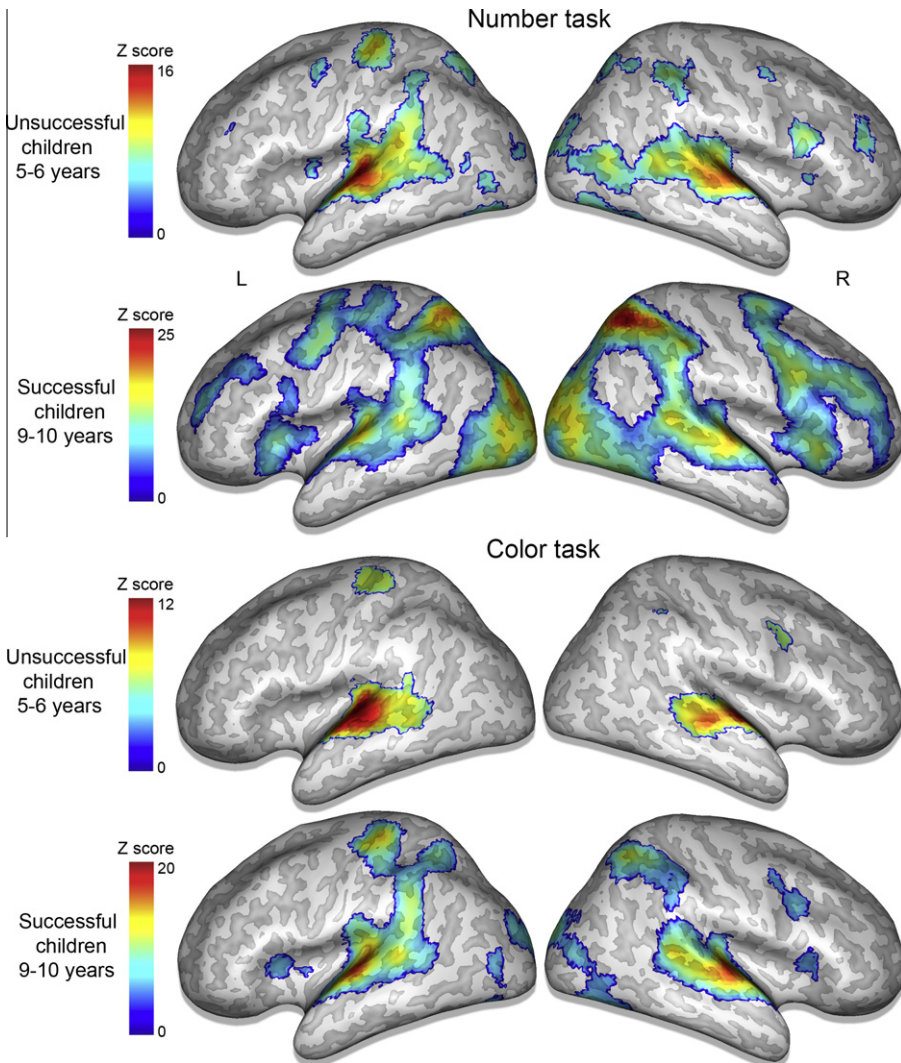 Number task
Z score
16
Unsuccessful
children
5-6 years
0
L
R
Z score
25
Successful
children
9-10 years
0
Color task
Z score
12
Unsuccessful
children
5-6 years
0
Z score
20
Successful
children
9-10 years
0